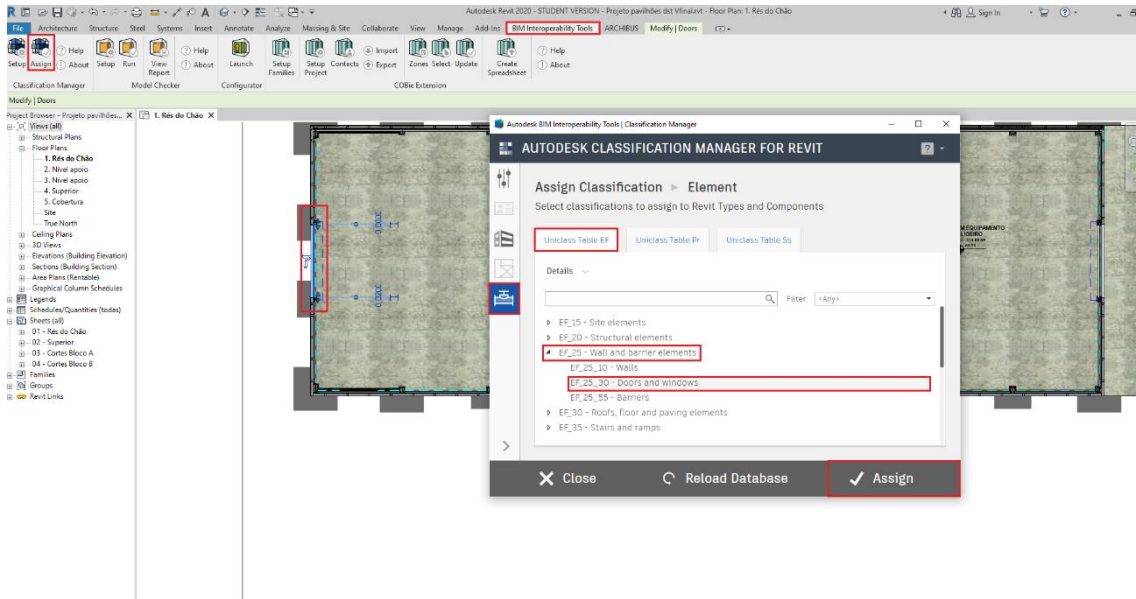 Autodesk Revit 2020 - STUDENT VERSION - Projeto pavilhões dst Vfinal.rvt - Floor Plan: 1. Rés do Chão
Sign In
File Architecture Structure Steel Systems Insert Annotate Analyze Massing & Site Collaborate View Manage Add-Ins BIM Interoperability Tools ARCHIBUS Modify | Doors
Setup Assign Help About
Setup Run View Report Help About
Launch
Setup Families Setup Project Contacts Import Export Zones Select Update
Create Spreadsheet
Help
About
Classification Manager Model Checker Configurator COBie Extension
Modify | Doors
Project Browser - Projeto pavilhões... X
1. Rés do Chão X
Views (all)
Structural Plans
Floor Plans
1. Rés do Chão
2. Nivel apoio
3. Nivel apoio
4. Superior
5. Cobertura
Site
True North
Ceiling Plans
3D Views
Elevations (Building Elevation)
Sections (Building Section)
Area Plans (Rentable)
Graphical Column Schedules
Legends
Schedules/Quantities (todas)
Sheets (all)
01 - Rés do Chão
02 - Superior
03 - Cortes Bloco A
04 - Cortes Bloco B
Families
Groups
Revit Links
Autodesk BIM Interoperability Tools | Classification Manager
AUTODESK CLASSIFICATION MANAGER FOR REVIT
Assign Classification Element
Select classifications to assign to Revit Types and Components
Uniclass Table EF Uniclass Table Pr Uniclass Table Ss
Details
Filter <Any>
EF_15 - Site elements
EF_20 - Structural elements
EF_25 - Wall and barrier elements
EF_25_10 - Walls
EF_25_30 - Doors and windows
EF_25_55 - Barriers
EF_30 - Roofs, floor and paving elements
EF_35 - Stairs and ramps
Close Reload Database Assign